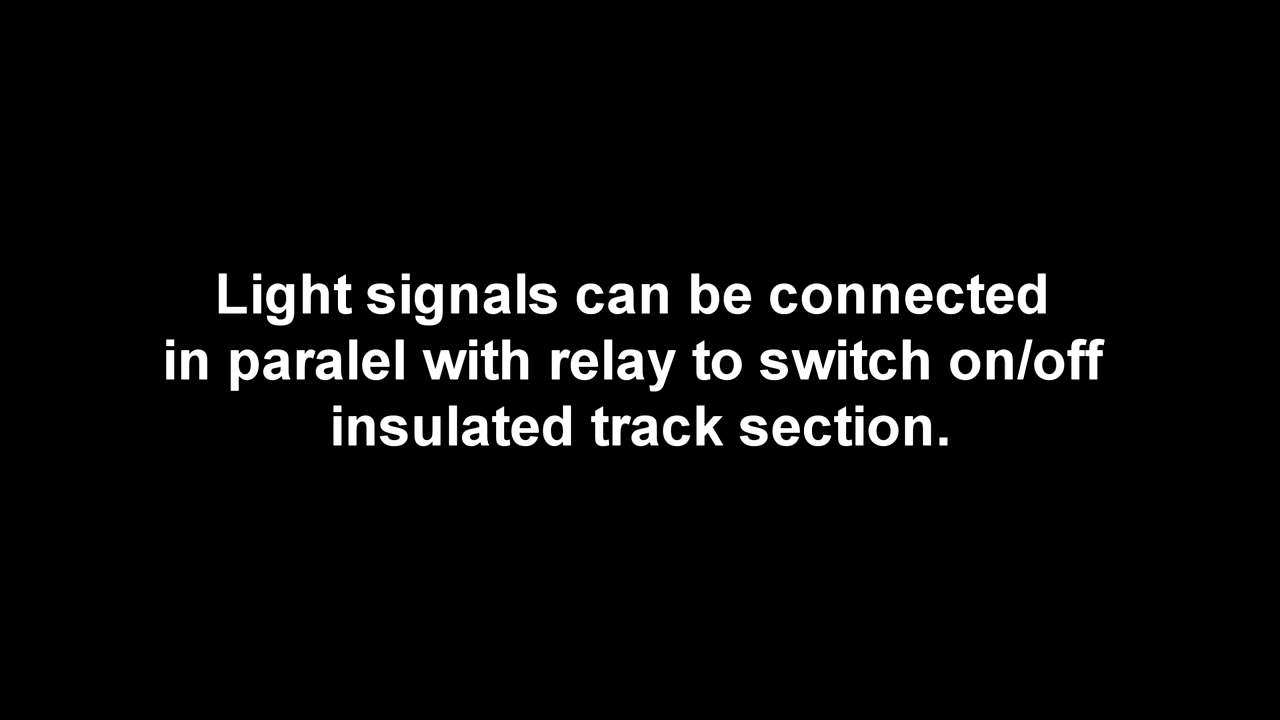 Light signals can be connected
in paralel with relay to switch on/off
insulated track section.